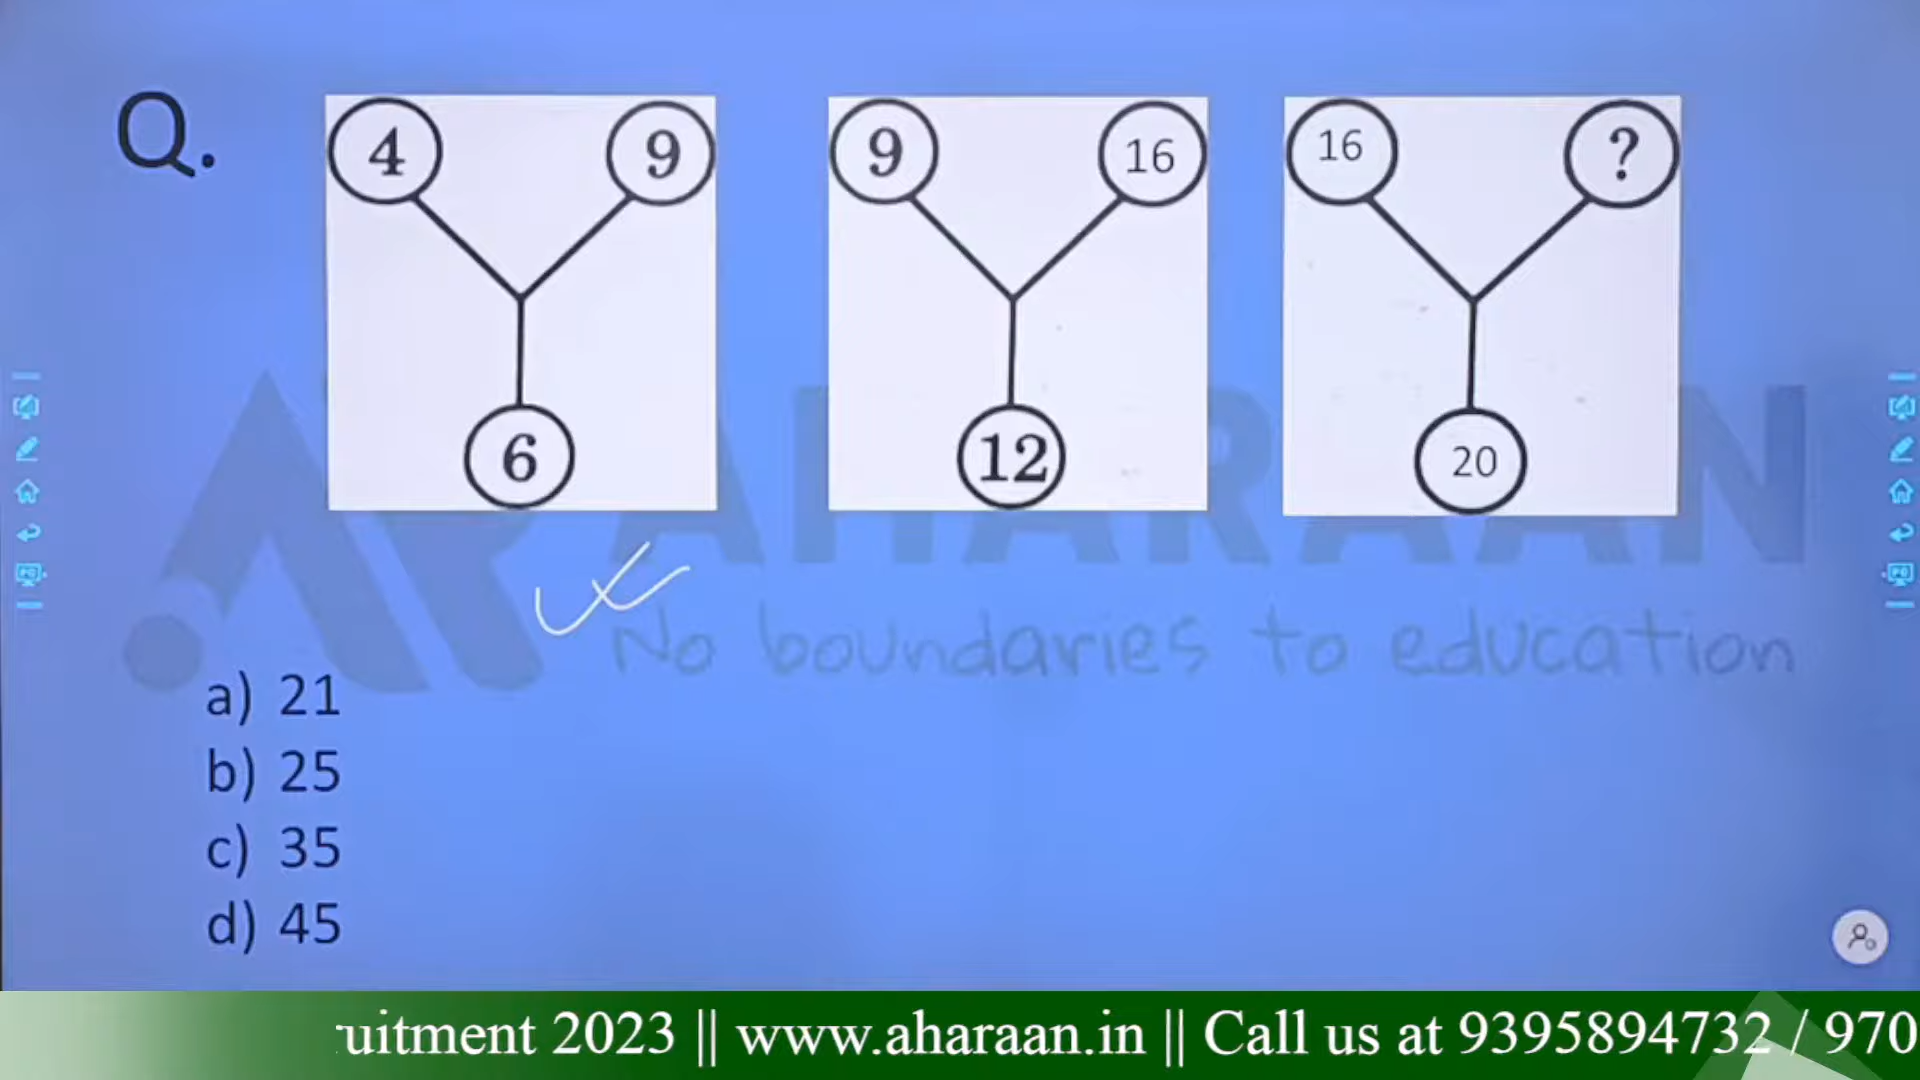 Q.
4 9
6
9 16
12
16 ?
20
AHARAAN
No boundaries to education
a) 21
b) 25
c) 35
d) 45
uitment 2023 || www.aharaan.in || Call us at 9395894732 / 970